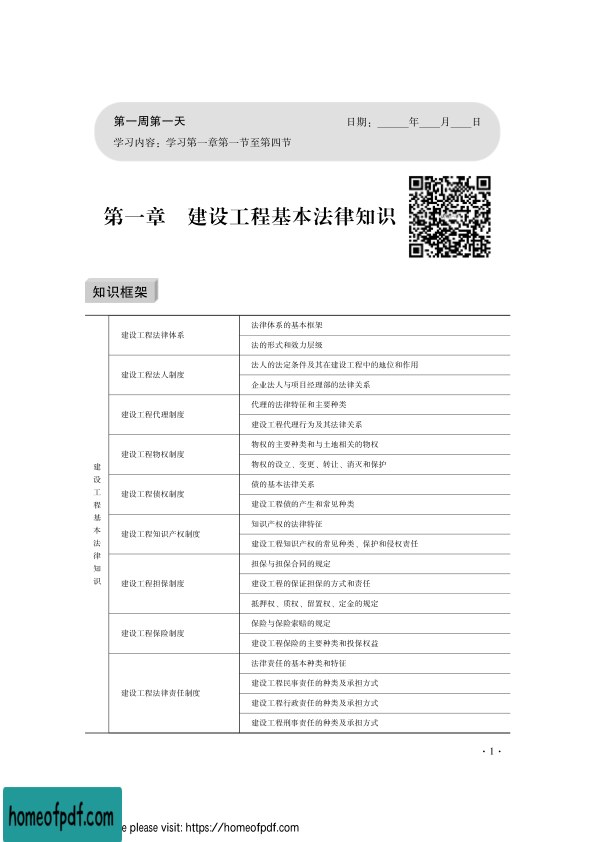 第一周第一天
日期：______年____月____日
学习内容：学习第一章第一节至第四节
第一章　建设工程基本法律知识
知识框架
建设工程基本法律知识
建设工程法律体系
法律体系的基本框架
法的形式和效力层级
建设工程法人制度
法人的法定条件及其在建设工程中的地位和作用
企业法人与项目经理部的法律关系
建设工程代理制度
代理的法律特征和主要种类
建设工程代理行为及其法律关系
建设工程物权制度
物权的主要种类和与土地相关的物权
物权的设立、变更、转让、消灭和保护
建设工程债权制度
债的基本法律关系
建设工程债的产生和常见种类
建设工程知识产权制度
知识产权的法律特征
建设工程知识产权的常见种类、保护和侵权责任
建设工程担保制度
担保与担保合同的规定
建设工程的保证担保的方式和责任
抵押权、质权、留置权、定金的规定
建设工程保险制度
保险与保险索赔的规定
建设工程保险的主要种类和投保权益
建设工程法律责任制度
法律责任的基本种类和特征
建设工程民事责任的种类及承担方式
建设工程行政责任的种类及承担方式
建设工程刑事责任的种类及承担方式
· 1 ·
homeofpdf.com
please visit: https://homeofpdf.com